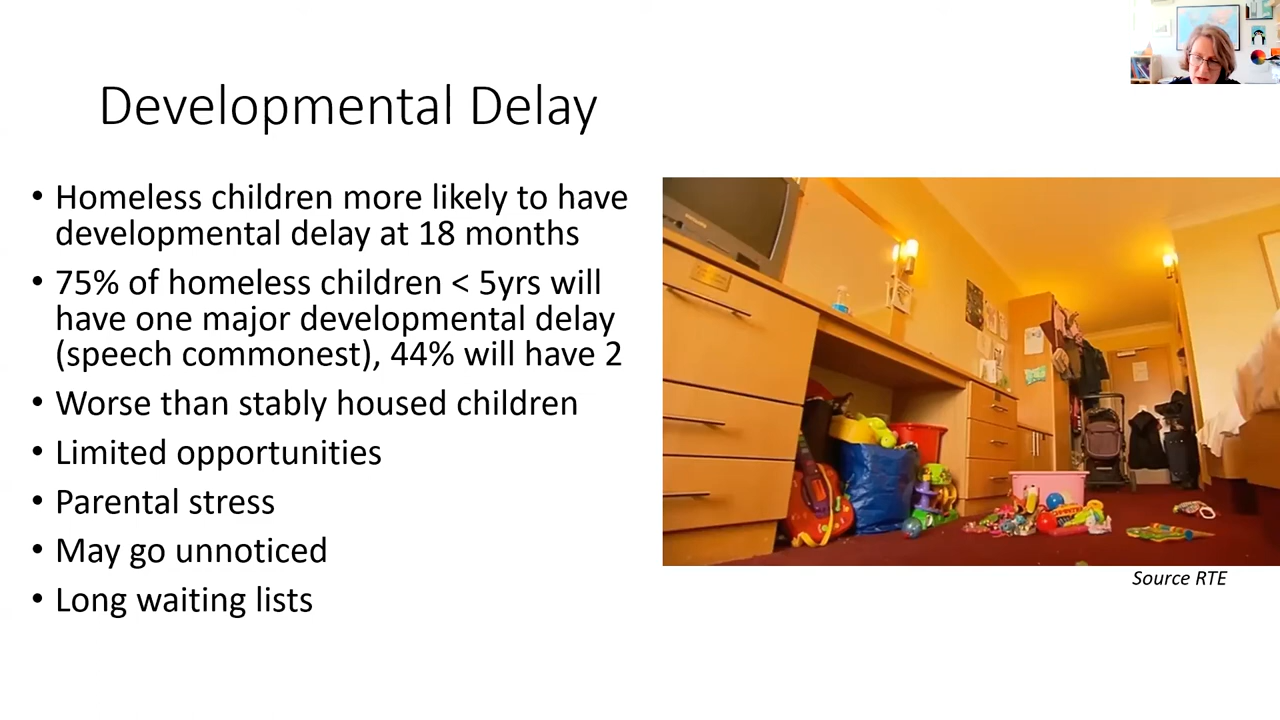 Developmental Delay
• Homeless children more likely to have
developmental delay at 18 months
• 75% of homeless children < 5yrs will
have one major developmental delay
(speech commonest), 44% will have 2
• Worse than stably housed children
• Limited opportunities
• Parental stress
• May go unnoticed
• Long waiting lists
Source RTE